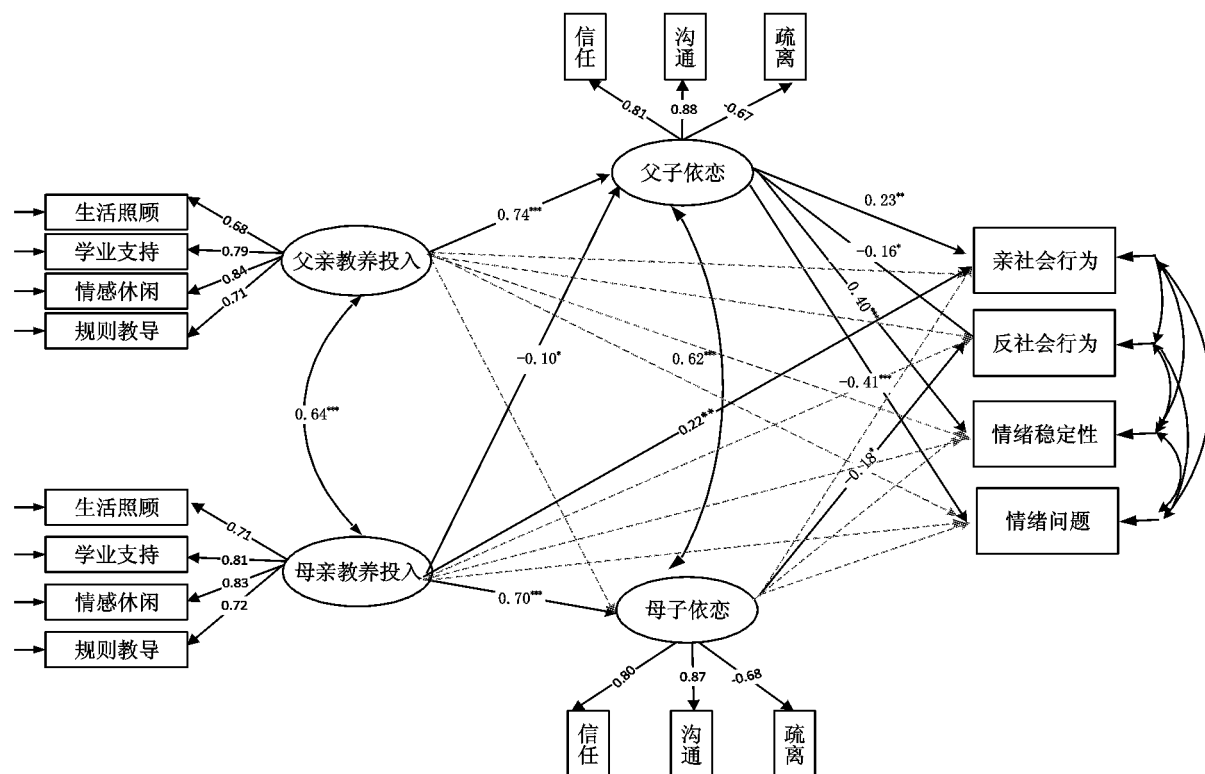 信任
沟通
疏离
0.81
0.88
-0.67
父子依恋
生活照顾
学业支持
情感休闲
规则教导
0.68
0.79
0.84
0.71
父亲教养投入
0.74***
0.23**
-0.16*
0.40***
-0.41***
亲社会行为
反社会行为
情绪稳定性
情绪问题
-0.10*
0.62***
0.64***
0.22**
-0.18*
生活照顾
学业支持
情感休闲
规则教导
0.71
0.81
0.83
0.72
母亲教养投入
0.70***
母子依恋
0.80
0.87
-0.68
信任
沟通
疏离